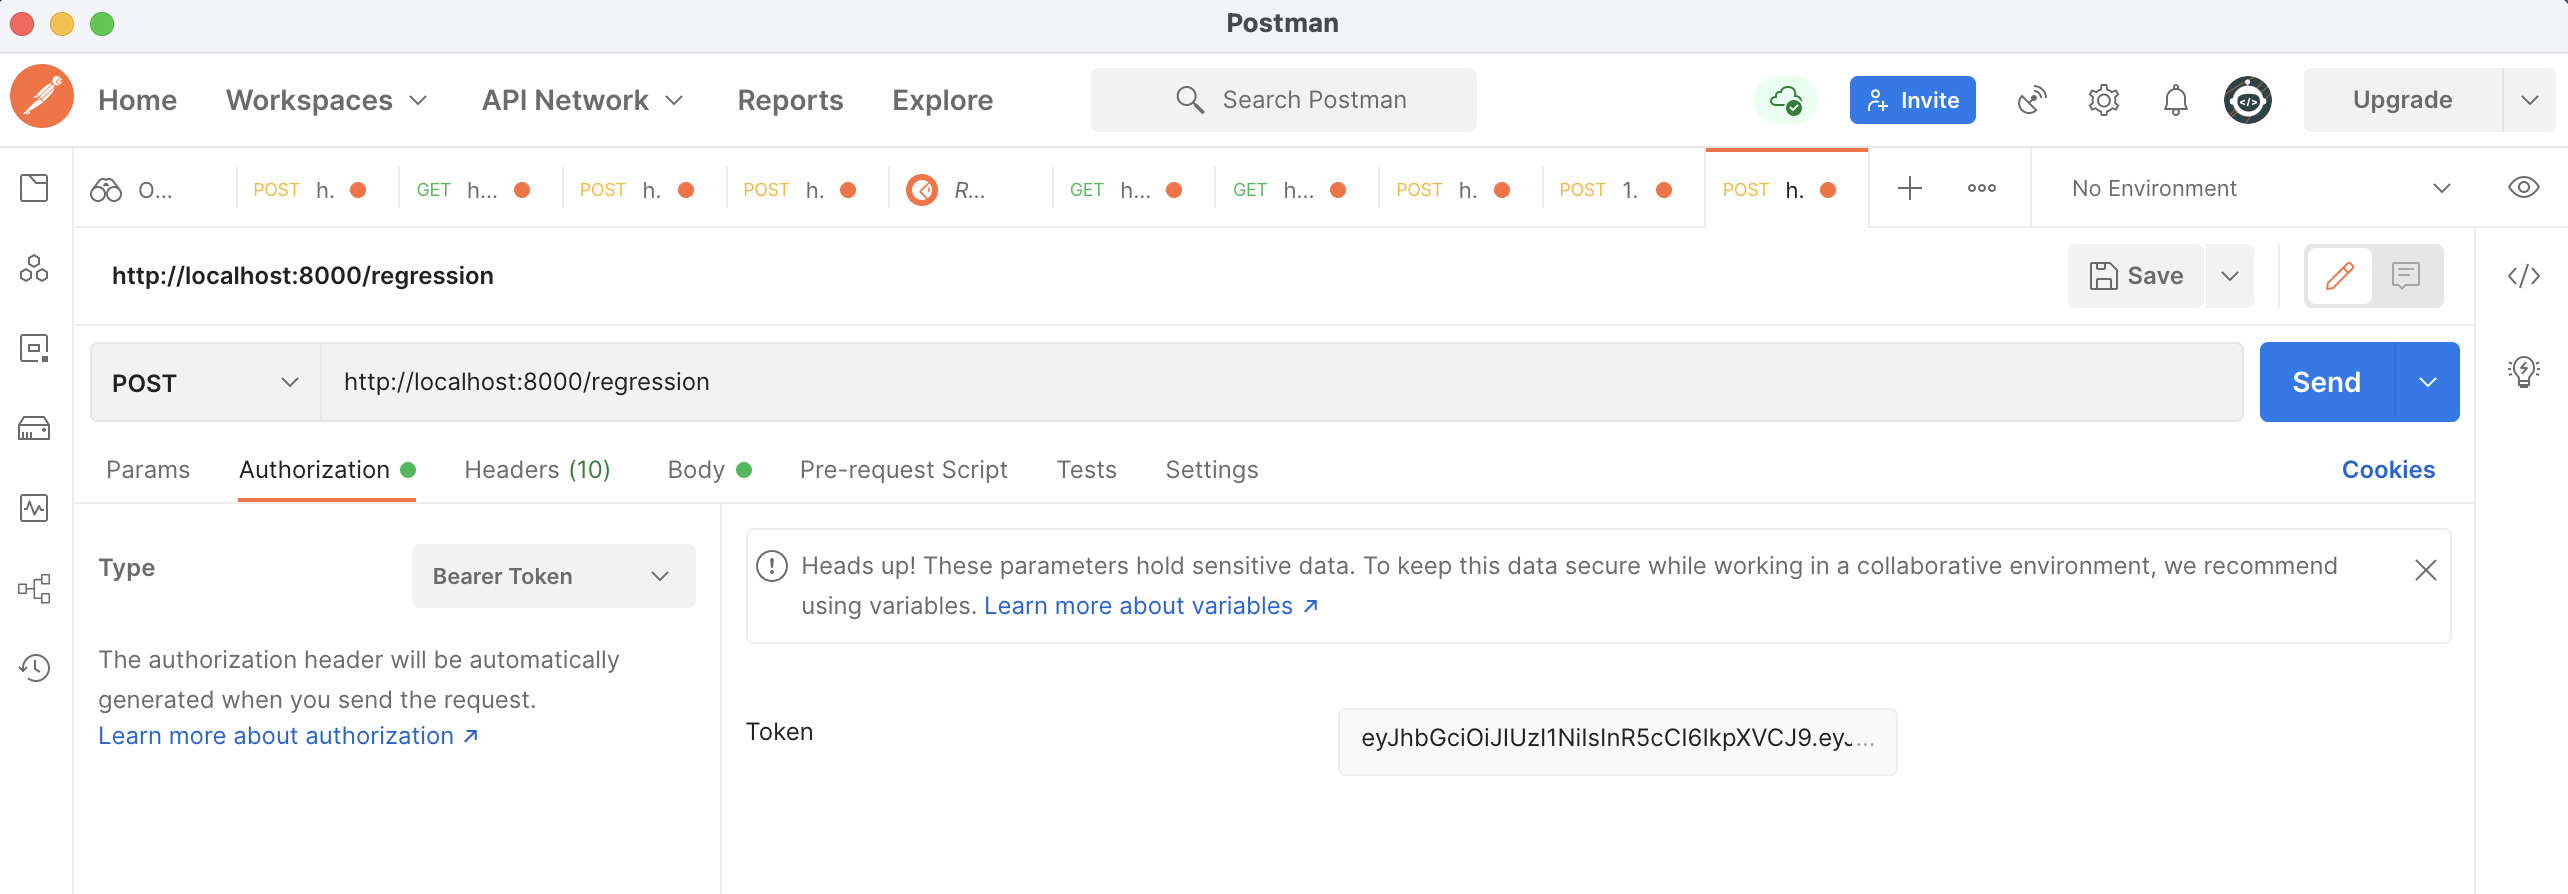 Postman
Home Workspaces API Network Reports Explore Search Postman Invite Upgrade
O... POST h. GET h... POST h. POST h. R... GET h... GET h... POST h. POST 1. POST h. No Environment
http://localhost:8000/regression Save
POST http://localhost:8000/regression Send
Params Authorization Headers (10) Body Pre-request Script Tests Settings Cookies
Type Bearer Token
The authorization header will be automatically
generated when you send the request.
Learn more about authorization ↗
Heads up! These parameters hold sensitive data. To keep this data secure while working in a collaborative environment, we recommend
using variables. Learn more about variables ↗
Token eyJhbGciOiJIUzI1NiIsInR5cCI6IkpXVCJ9.eyJ...